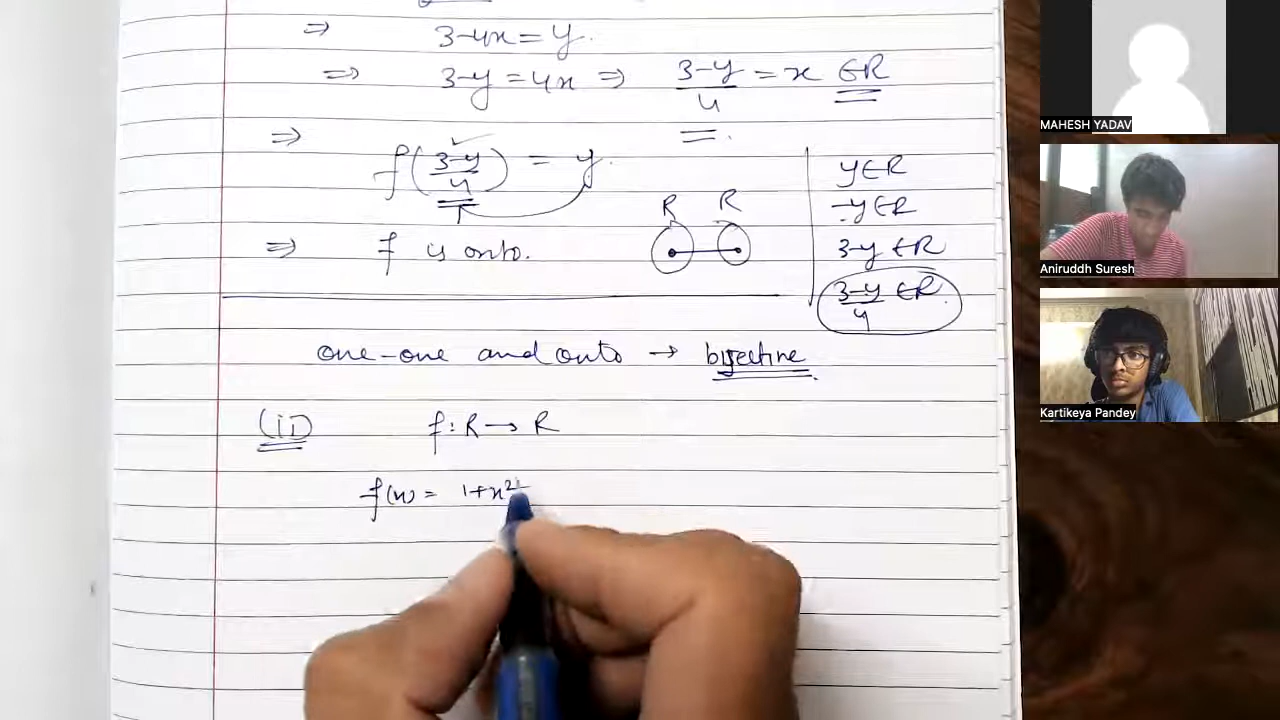 ⇒ 3-4x = y.
⇒ 3-y = 4x ⇒ 3-y/4 = x ∈R
⇒ f(3-y/4) = y.
⇒ f is onto.
R R
y∈R
-y∈R
3-y ∈R
3-y/4 ∈R.
one-one and onto → bijective
(ii) f: R → R
f(x) = 1+x²
MAHESH YADAV
Aniruddh Suresh
Kartikeya Pandey